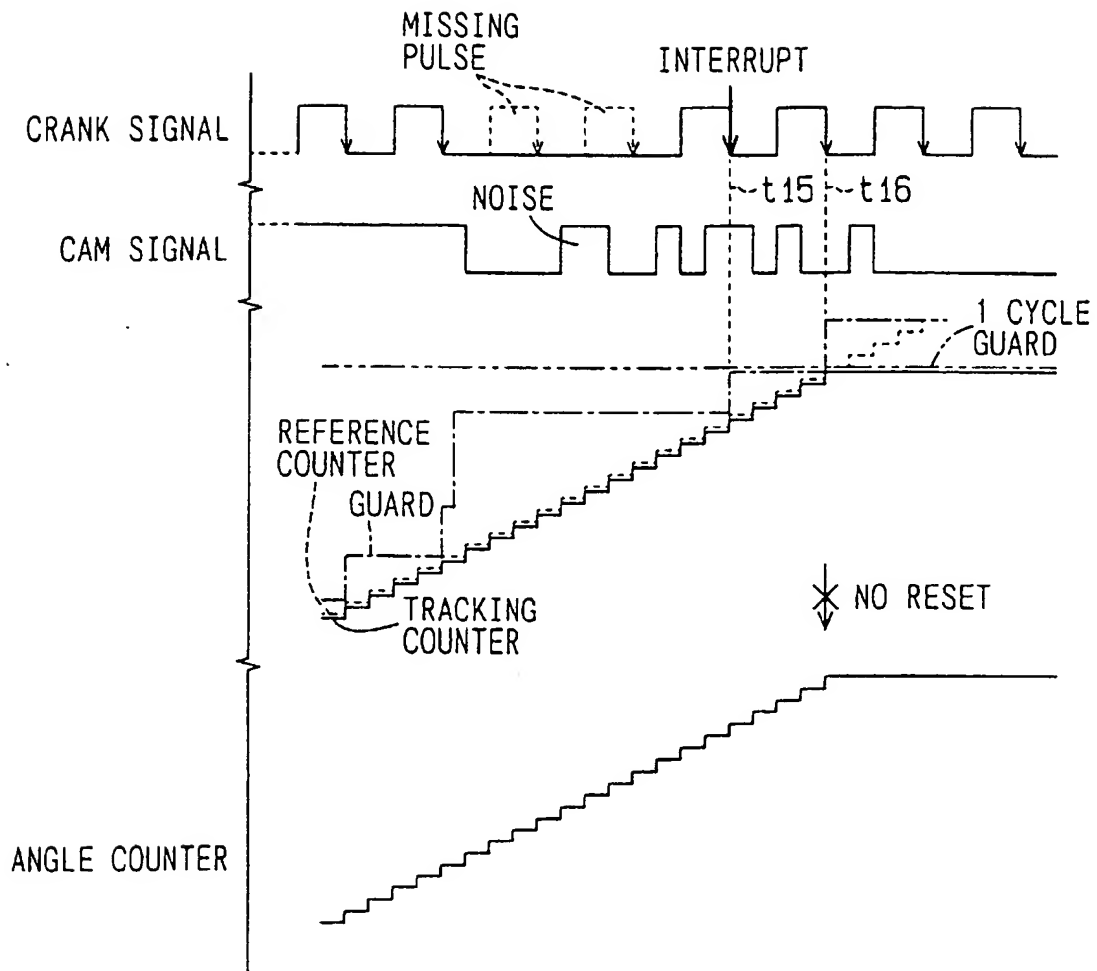 MISSING
PULSE
INTERRUPT
CRANK SIGNAL
t15
t16
NOISE
CAM SIGNAL
1 CYCLE
GUARD
REFERENCE
COUNTER
GUARD
TRACKING
COUNTER
NO RESET
ANGLE COUNTER